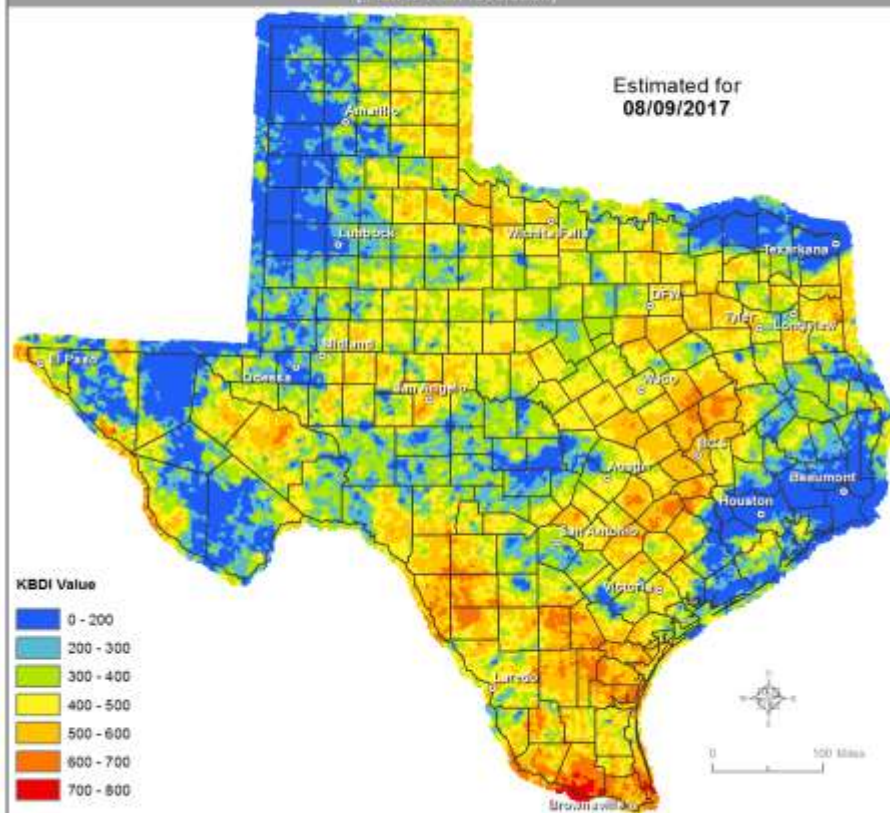 Estimated for
08/09/2017
Amarillo
Lubbock
Wichita Falls
Texarkana
DFW
Tyler
Longview
El Paso
Midland
Odessa
San Angelo
Waco
BCS
Austin
Beaumont
Houston
San Antonio
Victoria
Laredo
Brownsville
KBDI Value
0 - 200
200 - 300
300 - 400
400 - 500
500 - 600
600 - 700
700 - 800
0 100 Miles